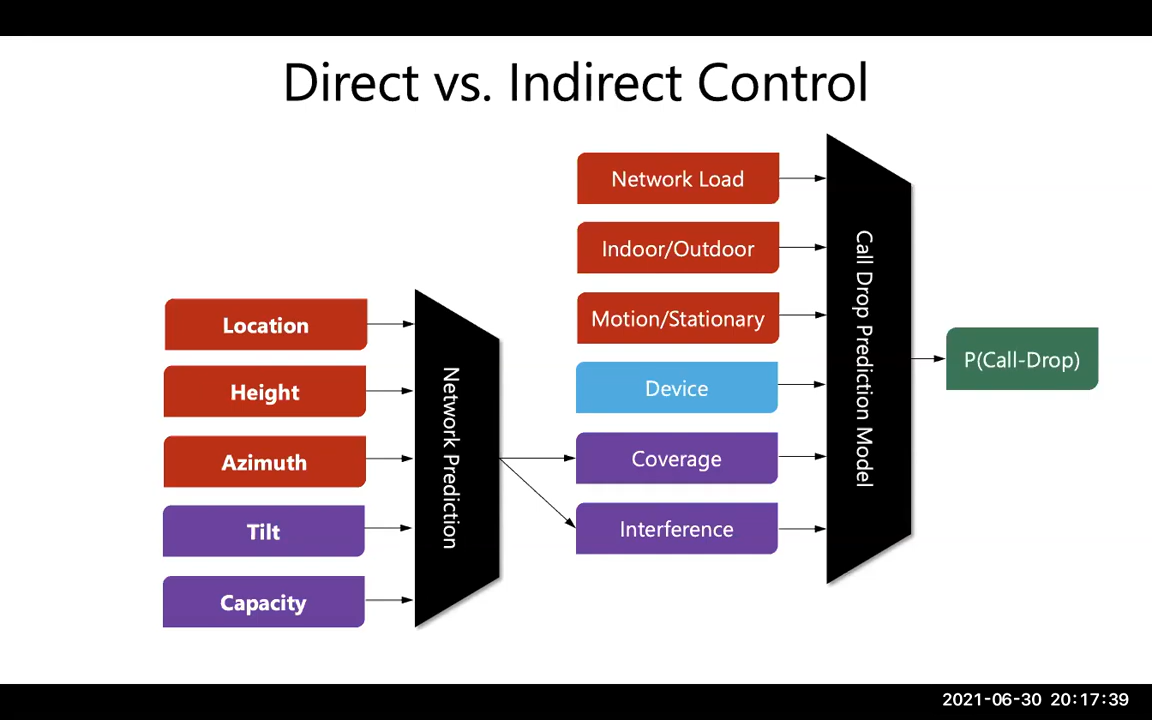 Direct vs. Indirect Control
Network Load
Indoor/Outdoor
Motion/Stationary
Device
Coverage
Interference
Location
Height
Azimuth
Tilt
Capacity
Network Prediction
Call Drop Prediction Model
P(Call-Drop)
2021-06-30 20:17:39